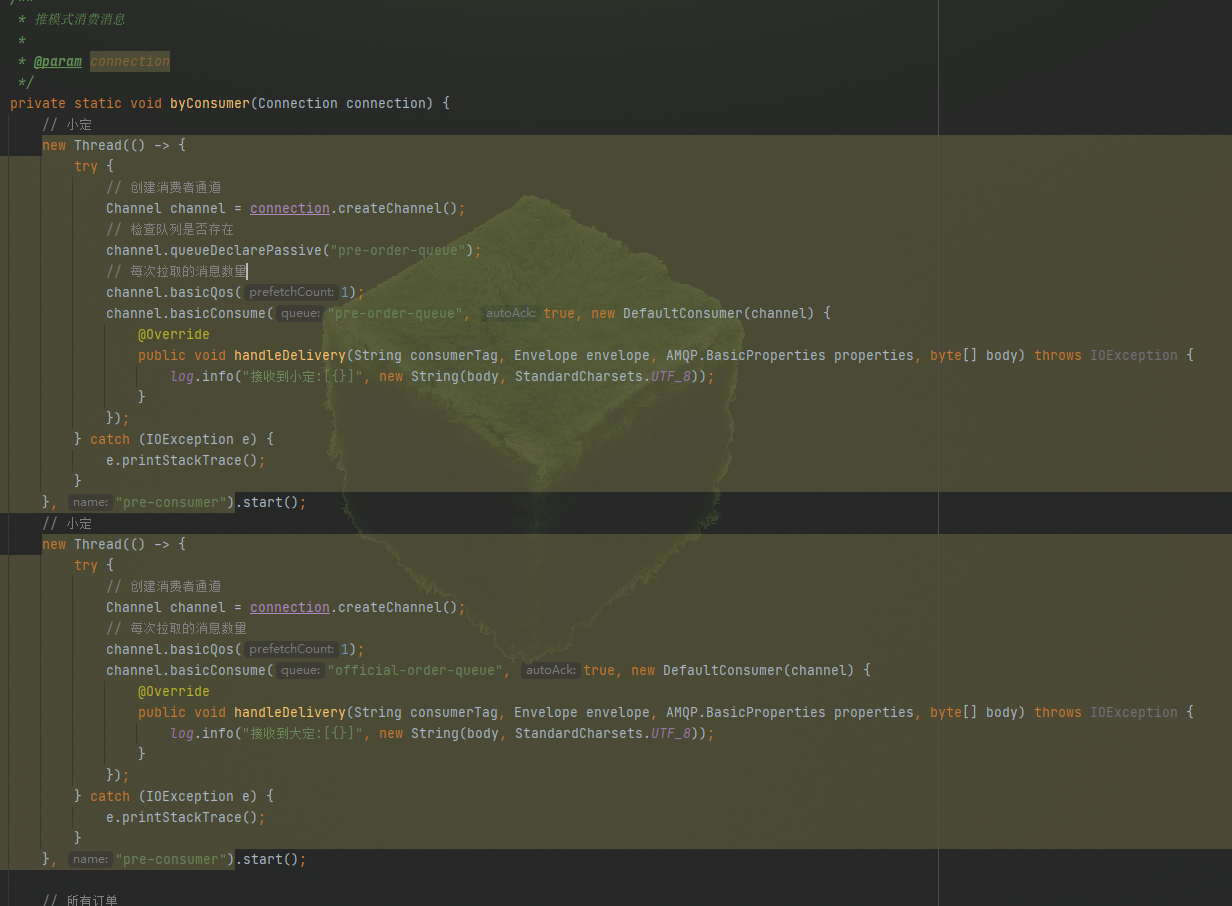 /**
* 推模式消费消息
*
* @param connection
*/
private static void byConsumer(Connection connection) {
// 小定
new Thread(() -> {
try {
// 创建消费者通道
Channel channel = connection.createChannel();
// 检查队列是否存在
channel.queueDeclarePassive("pre-order-queue");
// 每次拉取的消息数量
channel.basicQos( prefetchCount: 1);
channel.basicConsume( queue: "pre-order-queue", autoAck: true, new DefaultConsumer(channel) {
@Override
public void handleDelivery(String consumerTag, Envelope envelope, AMQP.BasicProperties properties, byte[] body) throws IOException {
log.info("接收到小定:[{}]", new String(body, StandardCharsets.UTF_8));
}
});
} catch (IOException e) {
e.printStackTrace();
}
}, name: "pre-consumer").start();
// 小定
new Thread(() -> {
try {
// 创建消费者通道
Channel channel = connection.createChannel();
// 每次拉取的消息数量
channel.basicQos( prefetchCount: 1);
channel.basicConsume( queue: "official-order-queue", autoAck: true, new DefaultConsumer(channel) {
@Override
public void handleDelivery(String consumerTag, Envelope envelope, AMQP.BasicProperties properties, byte[] body) throws IOException {
log.info("接收到大定:[{}]", new String(body, StandardCharsets.UTF_8));
}
});
} catch (IOException e) {
e.printStackTrace();
}
}, name: "pre-consumer").start();
// 所有订单